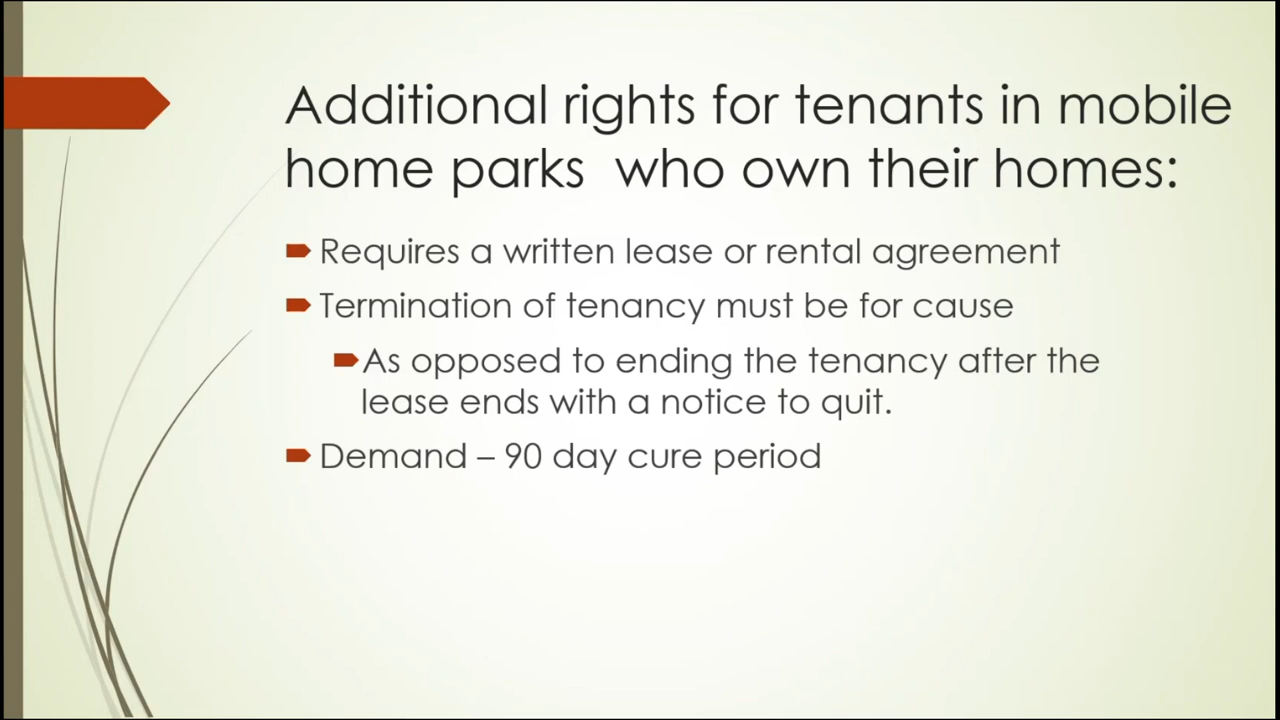 Additional rights for tenants in mobile
home parks  who own their homes:
Requires a written lease or rental agreement
Termination of tenancy must be for cause
As opposed to ending the tenancy after the
lease ends with a notice to quit.
Demand – 90 day cure period